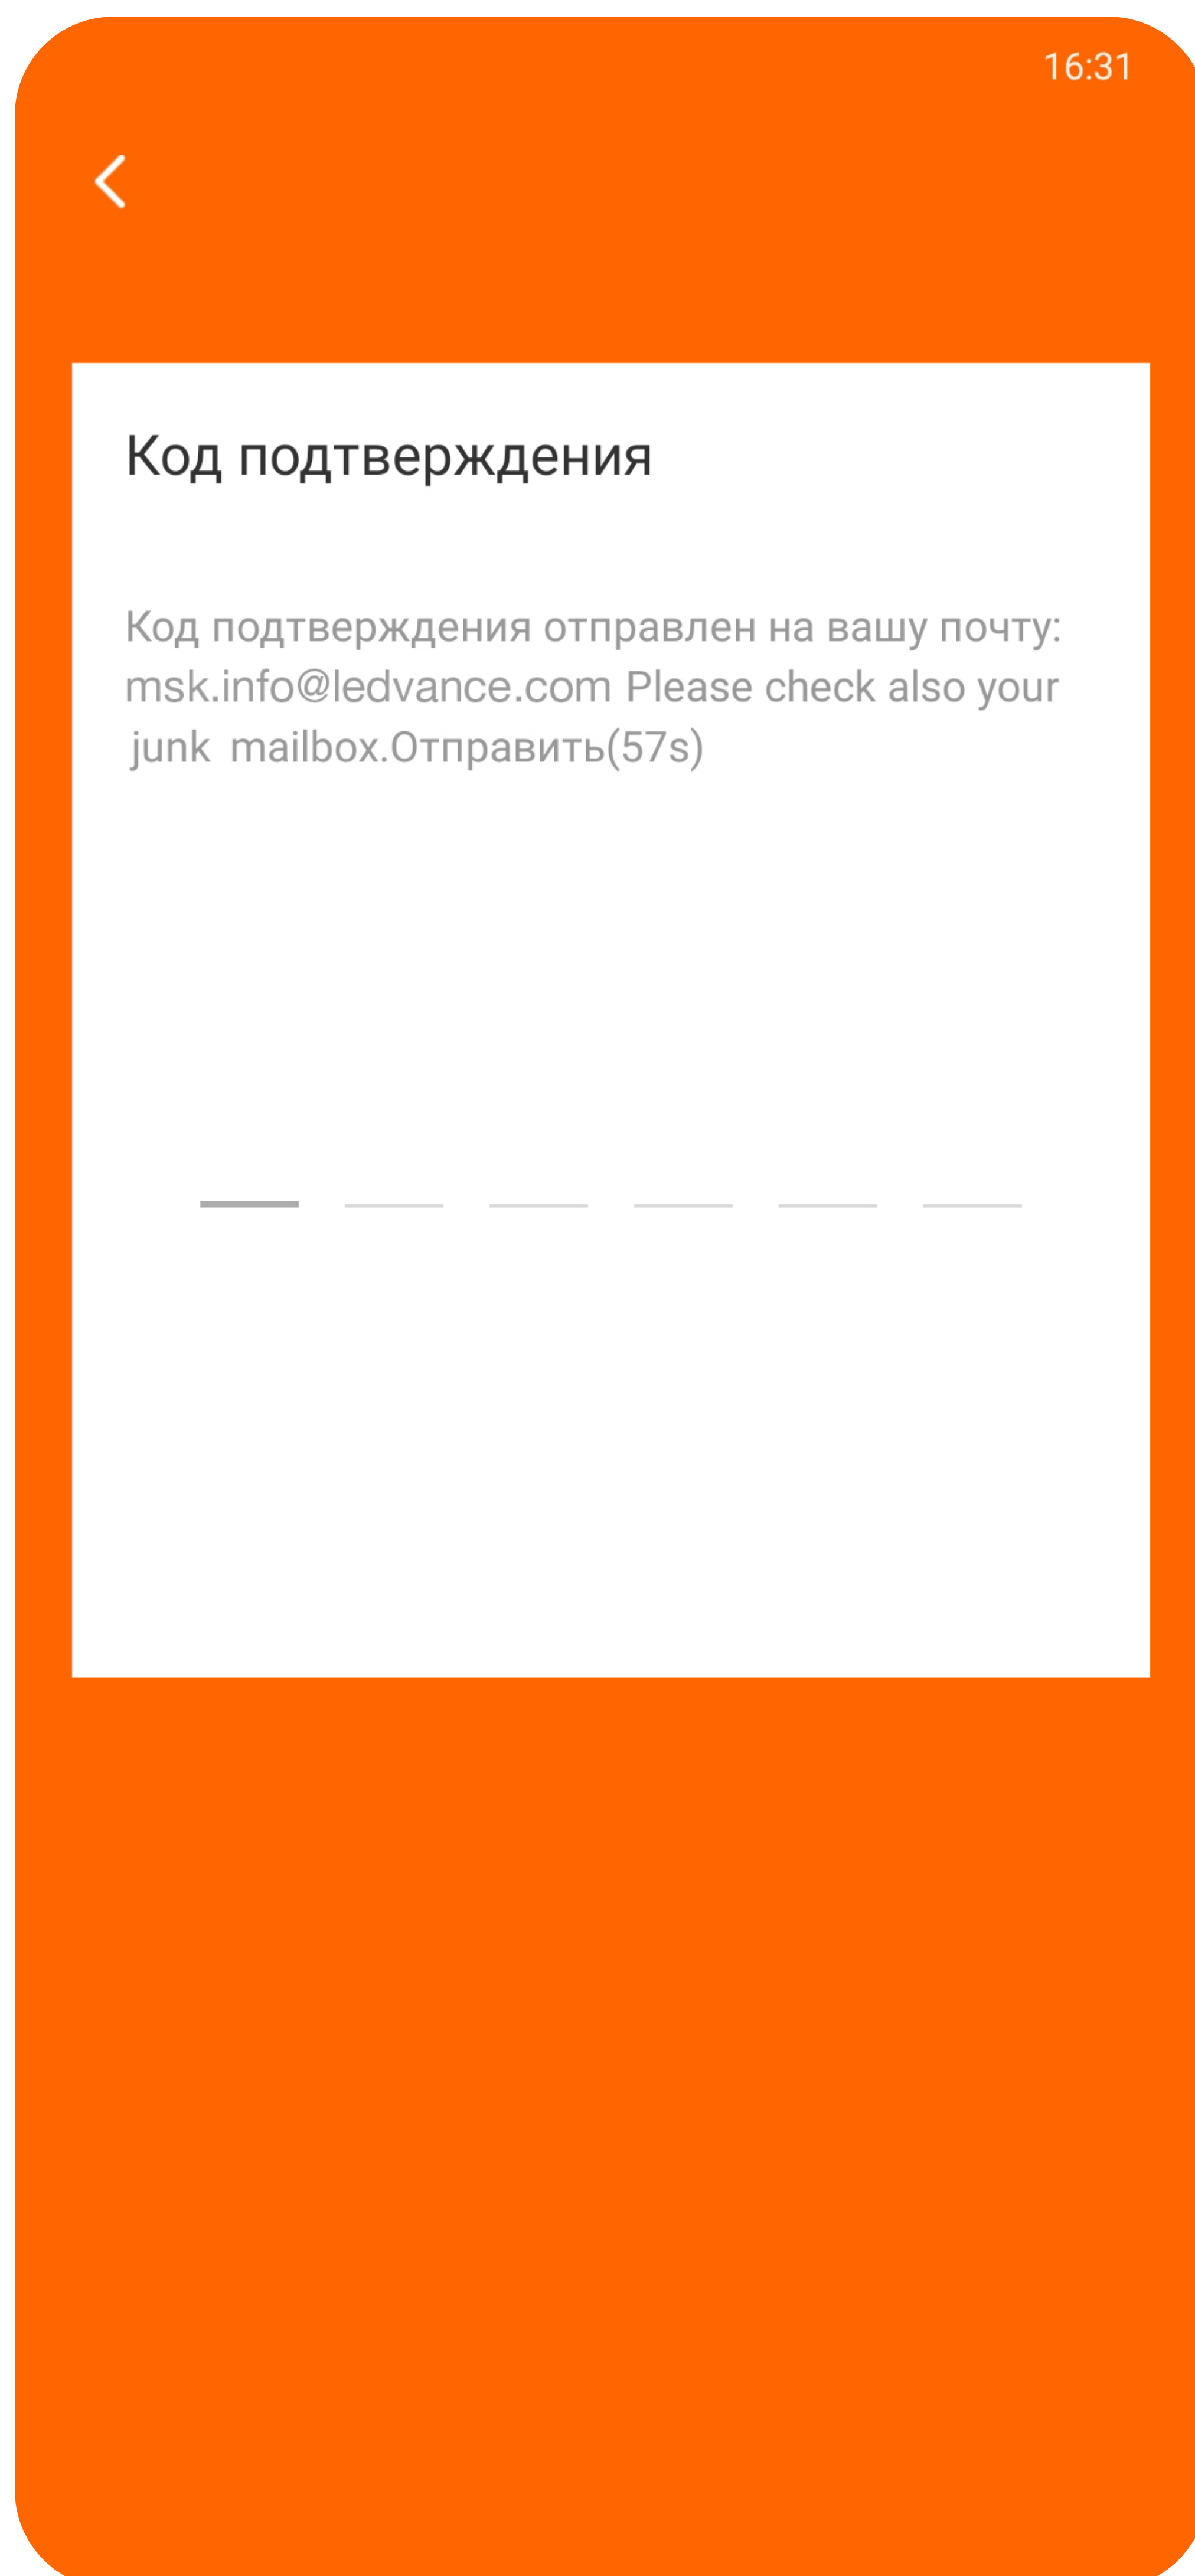 16:31
Код подтверждения
Код подтверждения отправлен на вашу почту:
msk.info@ledvance.com Please check also your
junk mailbox.Отправить(57s)